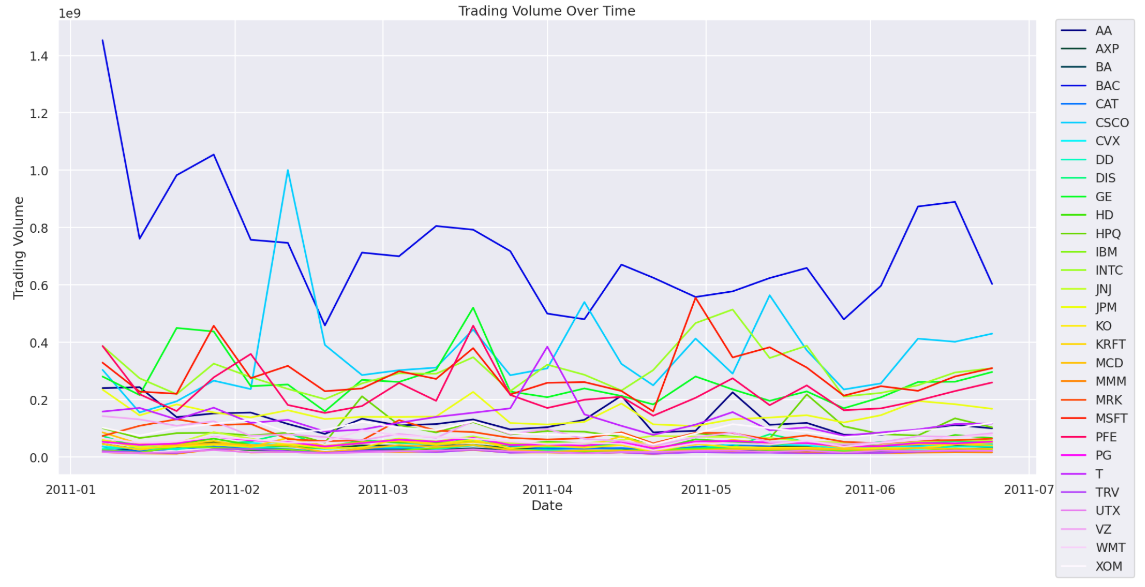 Trading Volume Over Time
1e9
1.4
1.2
1.0
0.8
0.6
0.4
0.2
0.0
Trading Volume
2011-01
2011-02
2011-03
2011-04
2011-05
2011-06
2011-07
Date
AA
AXP
BA
BAC
CAT
CSCO
CVX
DD
DIS
GE
HD
HPQ
IBM
INTC
JNJ
JPM
KO
KRFT
MCD
MMM
MRK
MSFT
PFE
PG
T
TRV
UTX
VZ
WMT
XOM